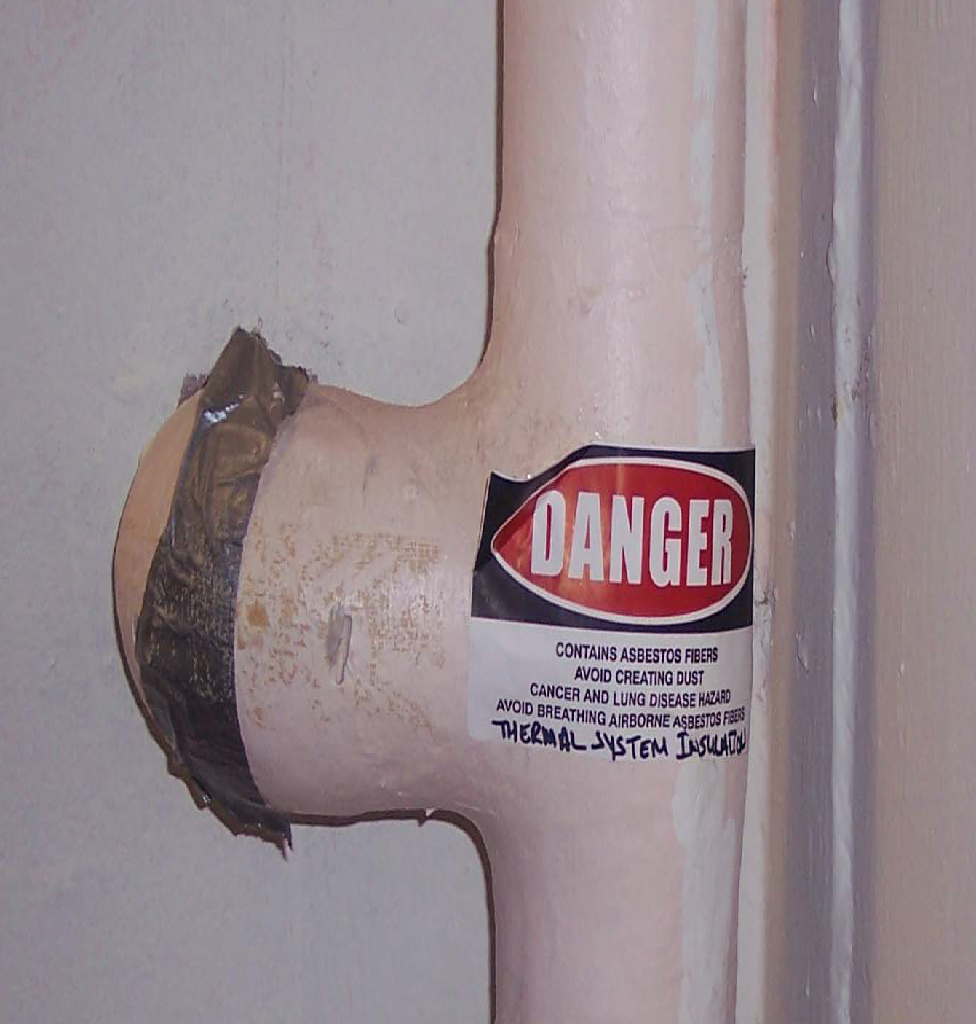 DANGER
CONTAINS ASBESTOS FIBERS
AVOID CREATING DUST
CANCER AND LUNG DISEASE HAZARD
AVOID BREATHING AIRBORNE ASBESTOS FIBERS
THERMAL SYSTEM INSULATION